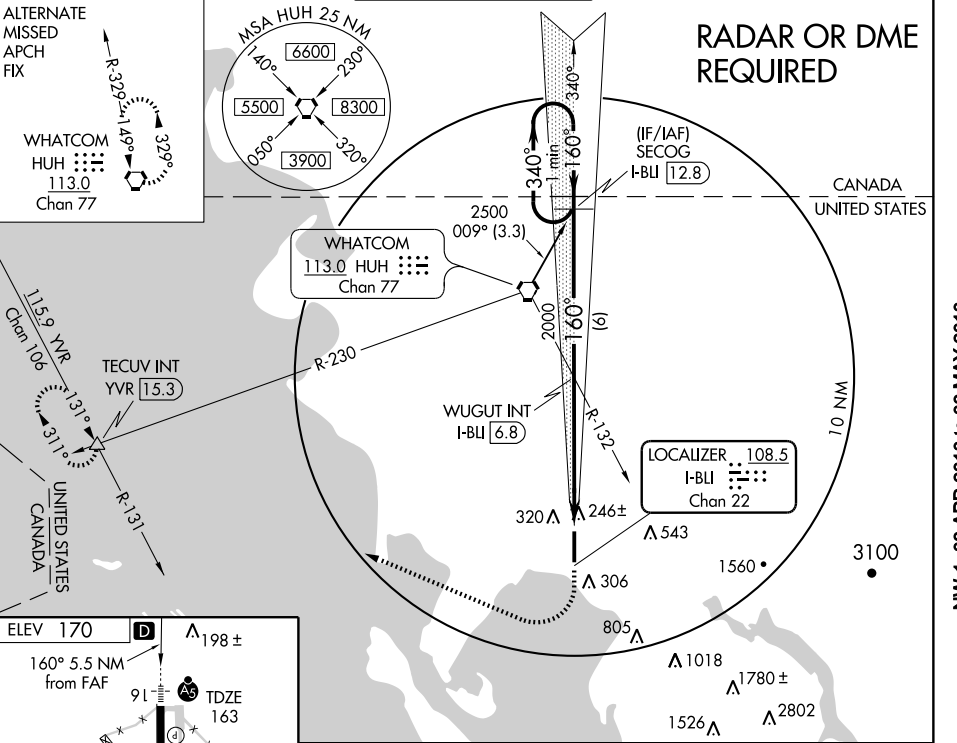 ALTERNATE
MISSED
APCH
FIX
R-329
149°
329°
WHATCOM
HUH
113.0
Chan 77
MSA HUH 25 NM
140°
6600
230°
5500
8300
050°
3900
320°
RADAR OR DME
REQUIRED
340°
160°
340°
1 min
(IF/IAF)
SECOG
I-BLI 12.8
CANADA
UNITED STATES
2500
009° (3.3)
WHATCOM
113.0 HUH
Chan 77
2000
160°
(6)
R-230
R-132
115.9 YVR
Chan 106
TECUV INT
YVR 15.3
131°
311°
R-131
WUGUT INT
I-BLI 6.8
10 NM
LOCALIZER 108.5
I-BLI
Chan 22
UNITED STATES
CANADA
320
246±
543
306
1560
3100
805
1018
1780 ±
1526
2802
ELEV 170
D
198 ±
160° 5.5 NM
from FAF
16
A5
TDZE
163
P